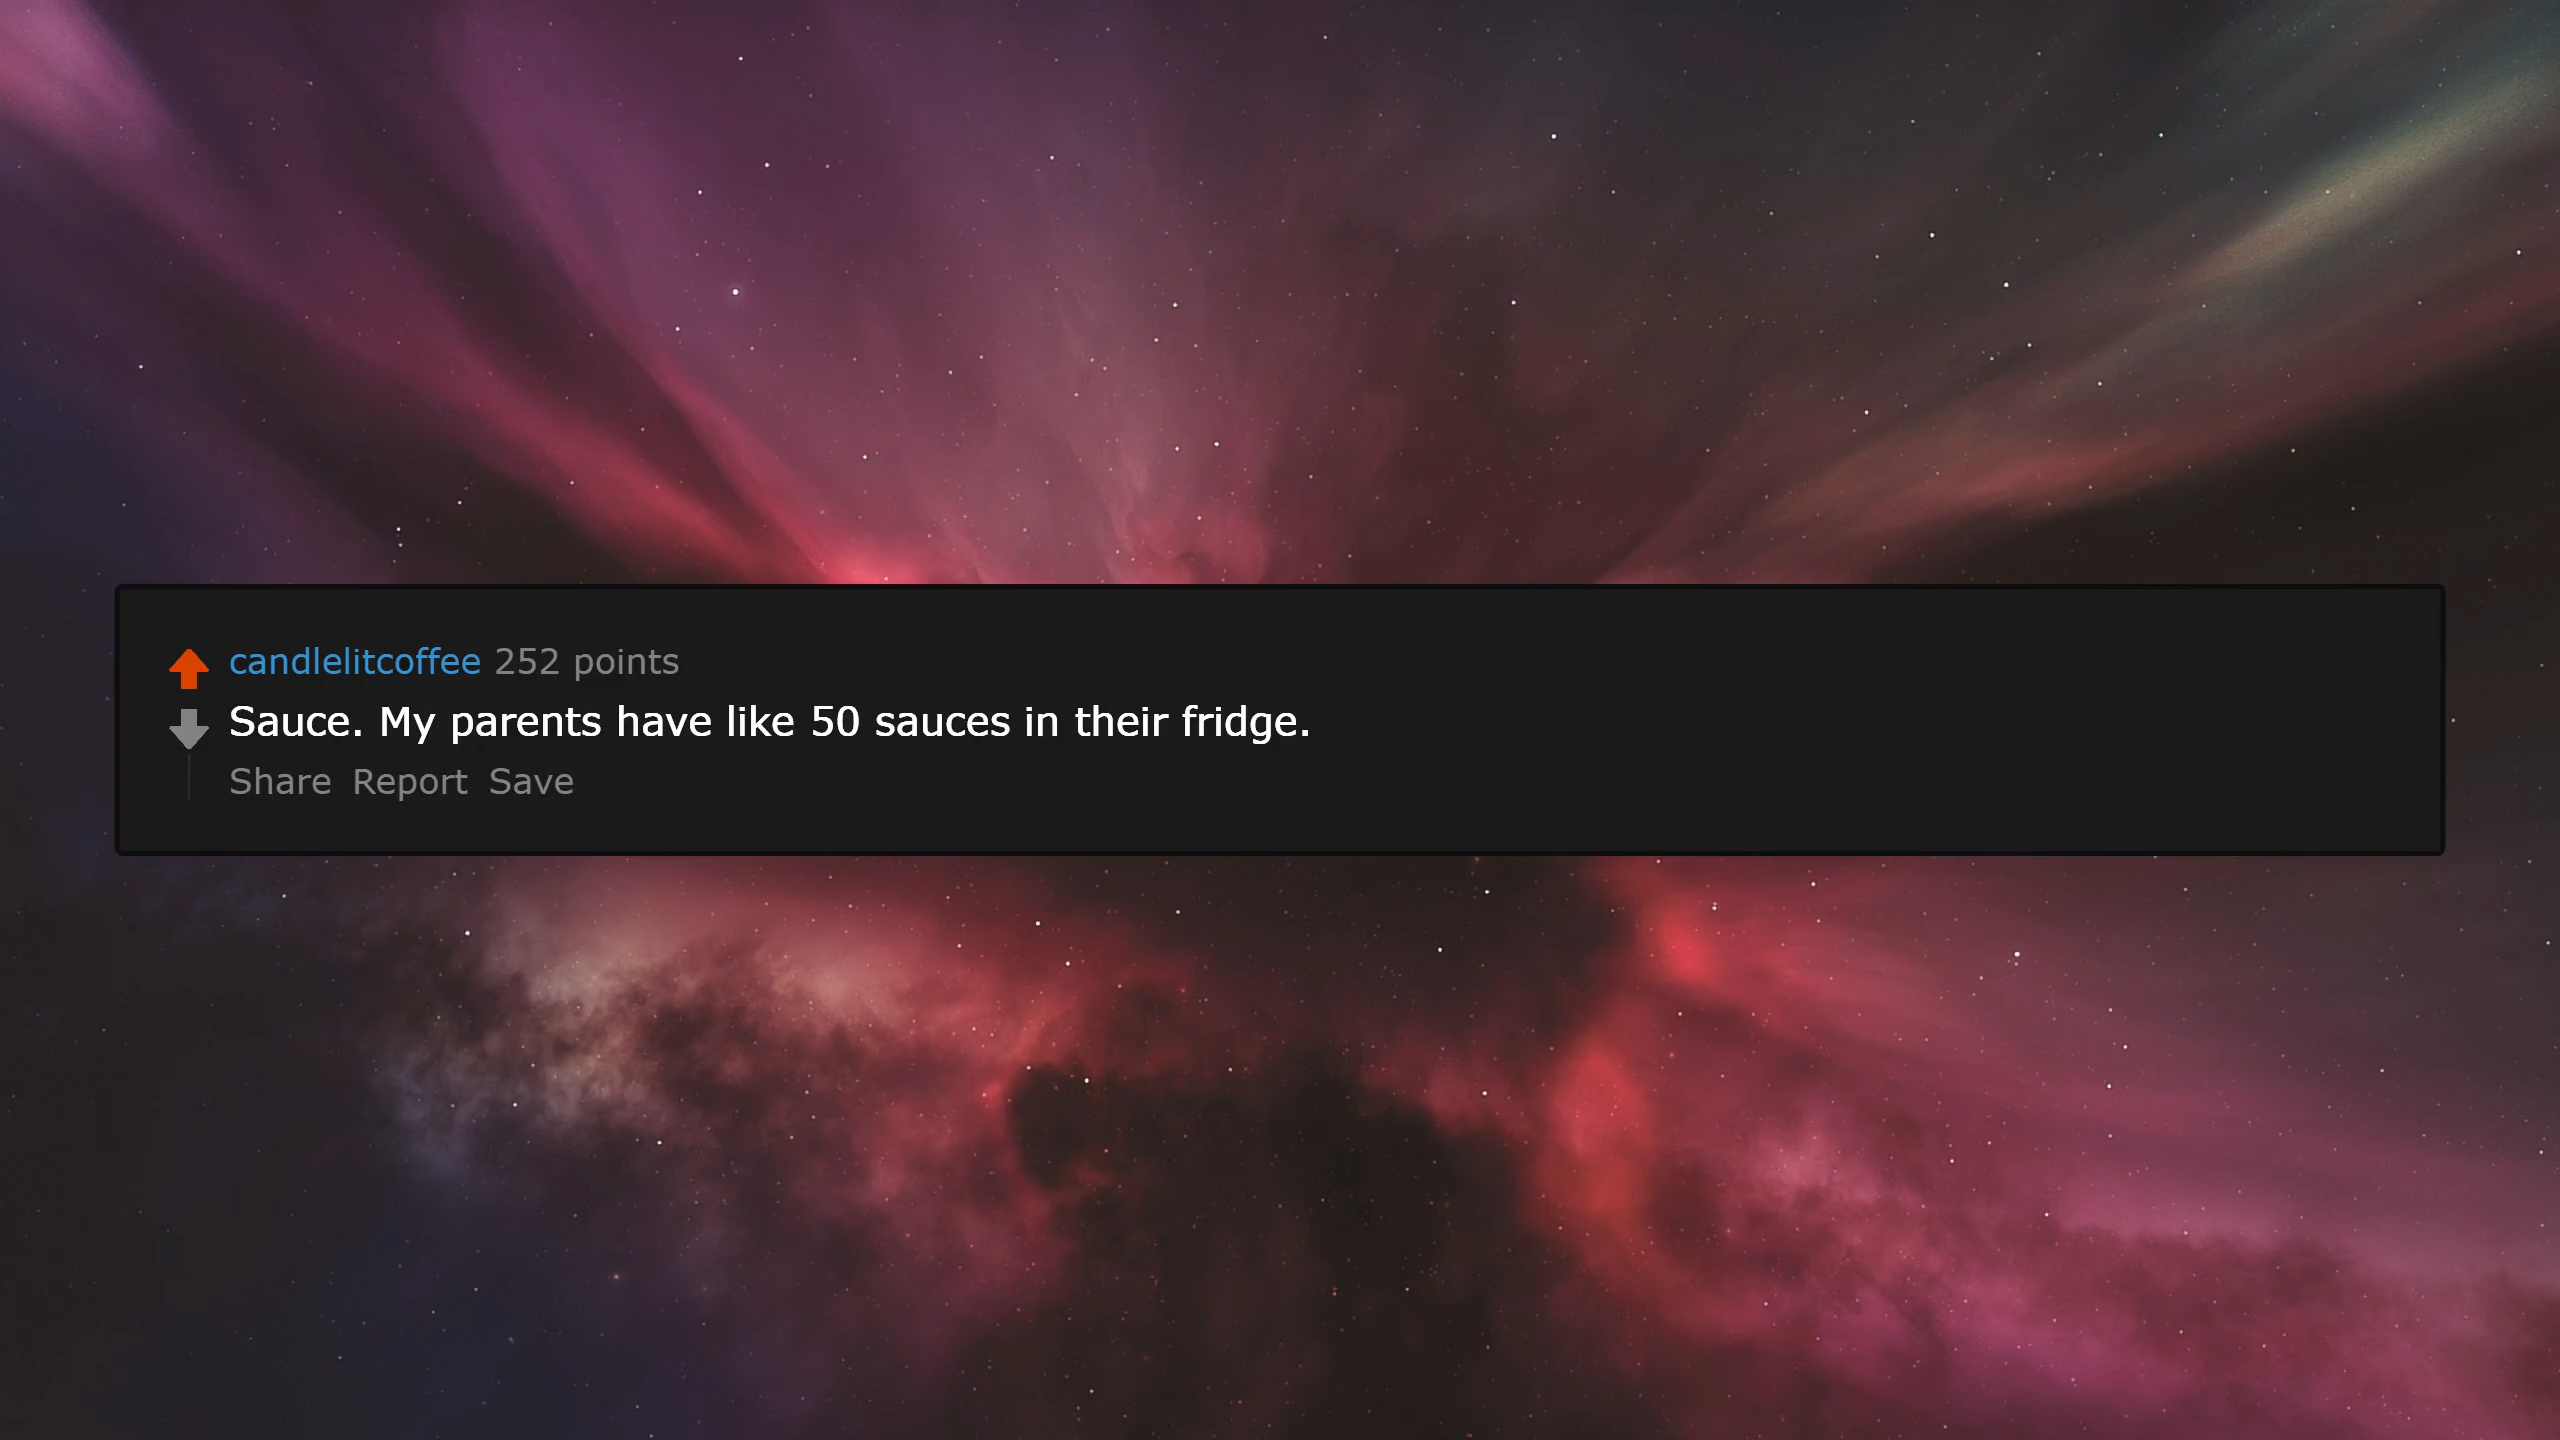 candlelitcoffee 252 points
Sauce. My parents have like 50 sauces in their fridge.
Share Report Save